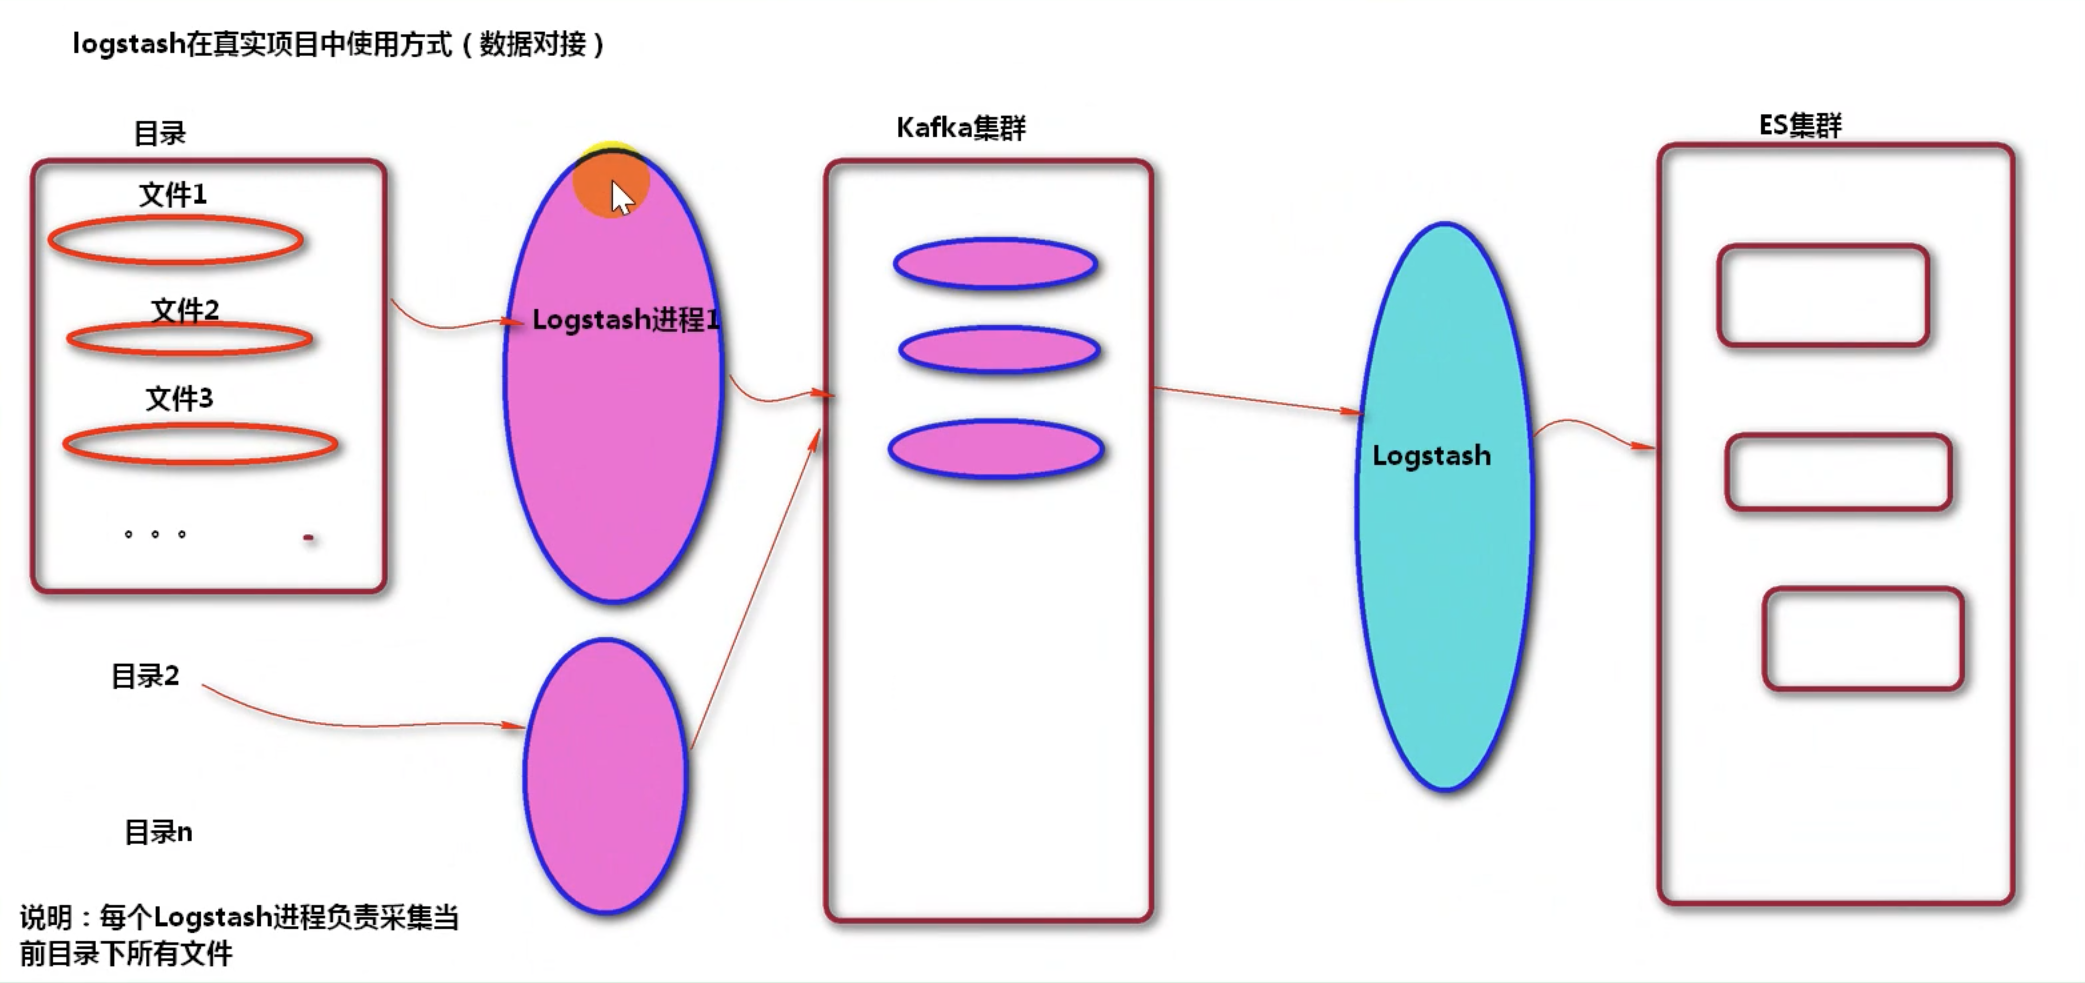 logstash在真实项目中使用方式（数据对接）
目录
文件1
文件2
文件3
。。。
目录2
目录n
说明：每个Logstash进程负责采集当
前目录下所有文件
Logstash进程1
Kafka集群
Logstash
ES集群